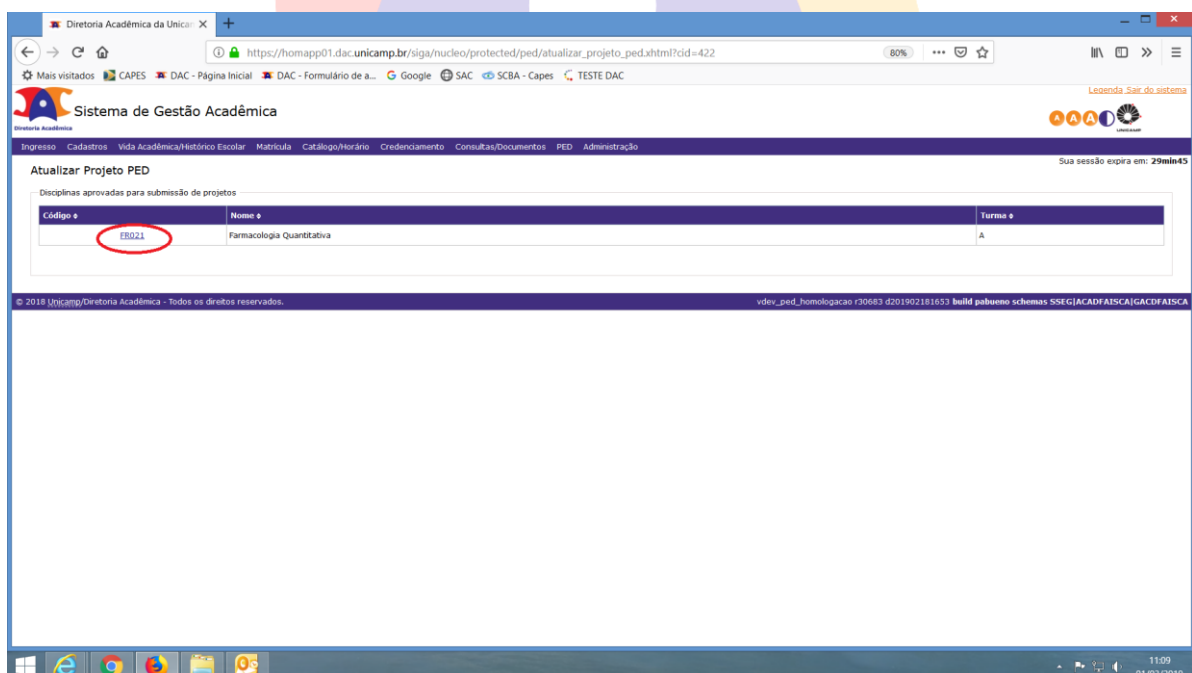 Diretoria Acadêmica da Unican
https://homapp01.dac.unicamp.br/siga/nucleo/protected/ped/atualizar_projeto_ped.xhtml?cid=422
80%
Mais visitados CAPES DAC - Página Inicial DAC - Formulário de a... Google SAC SCBA - Capes TESTE DAC
Legenda Sair do sistema
Sistema de Gestão Acadêmica
A A A
Diretoria Acadêmica
UNICAMP
Ingresso Cadastros Vida Acadêmica/Histórico Escolar Matrícula Catálogo/Horário Credenciamento Consultas/Documentos PED Administração
Sua sessão expira em: 29min45
Atualizar Projeto PED
Disciplinas aprovadas para submissão de projetos
Código Nome Turma
FR021 Farmacologia Quantitativa A
© 2018 Unicamp/Diretoria Acadêmica - Todos os direitos reservados. vdev_ped_homologacao r30683 d201902181653 build pabueno schemas SSEG|ACADFAISCA|GACDFAISCA
11:09